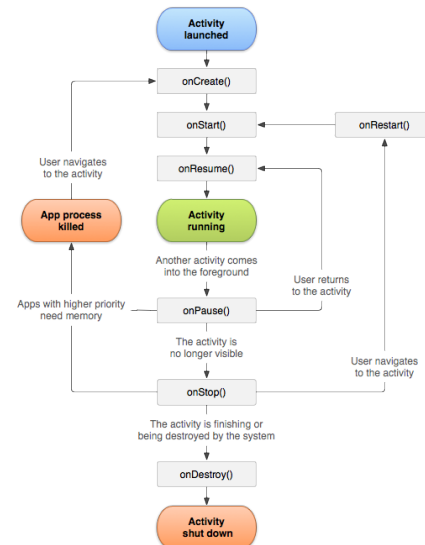 Activity
launched
onCreate()
onStart()
onRestart()
User navigates
to the activity
onResume()
App process
killed
Activity
running
Another activity comes
into the foreground
User returns
to the activity
Apps with higher priority
need memory
onPause()
The activity is
no longer visible
User navigates
to the activity
onStop()
The activity is finishing or
being destroyed by the system
onDestroy()
Activity
shut down